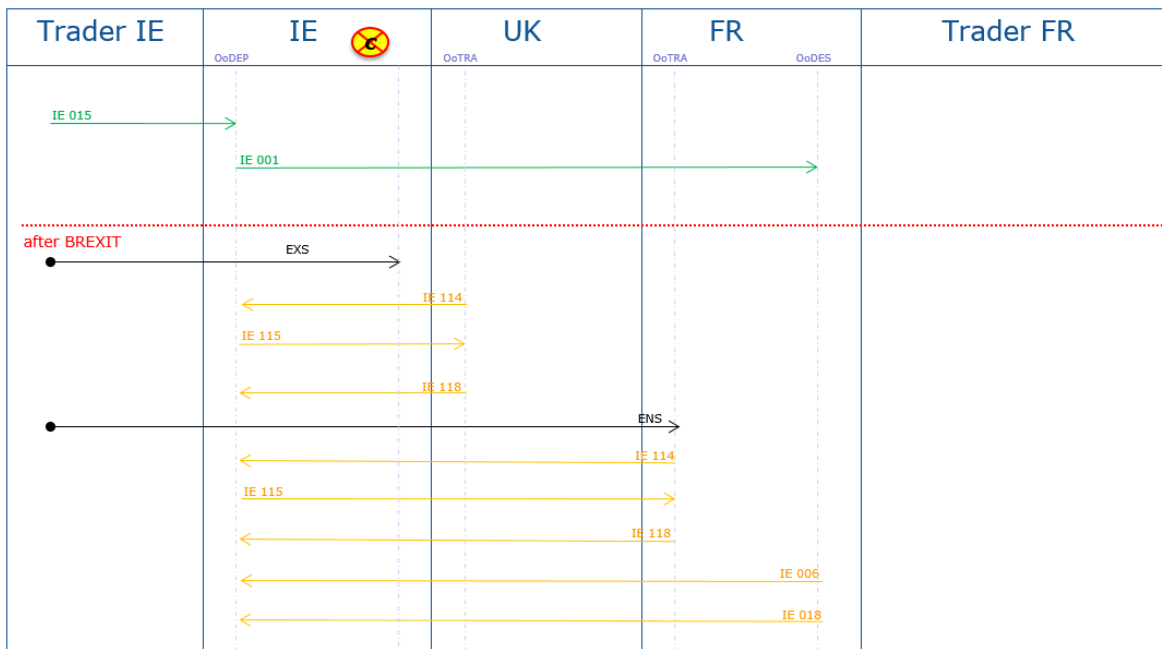 Trader IE
IE
UK
FR
Trader FR
c
OoDEP
OoTRA
OoTRA
OoDES
IE 015
IE 001
after BREXIT
EXS
IE 114
IE 115
IE 118
ENS
IE 114
IE 115
IE 118
IE 006
IE 018